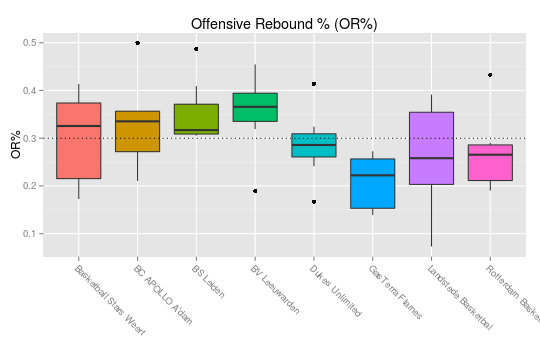 Offensive Rebound % (OR%)
OR%
0.5
0.4
0.3
0.2
0.1
Basketball Stars Weert
BC APOLLO A'dam
BS Leiden
BV Leeuwarden
Dukes Unlimited
GasTerra Flames
Landstede Basketbal
Rotterdam Baske